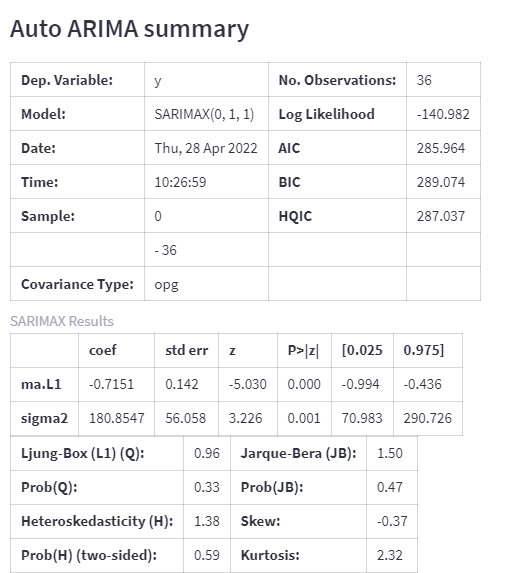 Auto ARIMA summary
Dep. Variable: y No. Observations: 36
Model: SARIMAX(0, 1, 1) Log Likelihood -140.982
Date: Thu, 28 Apr 2022 AIC 285.964
Time: 10:26:59 BIC 289.074
Sample: 0 HQIC 287.037
- 36
Covariance Type: opg
SARIMAX Results
coef std err z P>|z| [0.025 0.975]
ma.L1 -0.7151 0.142 -5.030 0.000 -0.994 -0.436
sigma2 180.8547 56.058 3.226 0.001 70.983 290.726
Ljung-Box (L1) (Q): 0.96 Jarque-Bera (JB): 1.50
Prob(Q): 0.33 Prob(JB): 0.47
Heteroskedasticity (H): 1.38 Skew: -0.37
Prob(H) (two-sided): 0.59 Kurtosis: 2.32